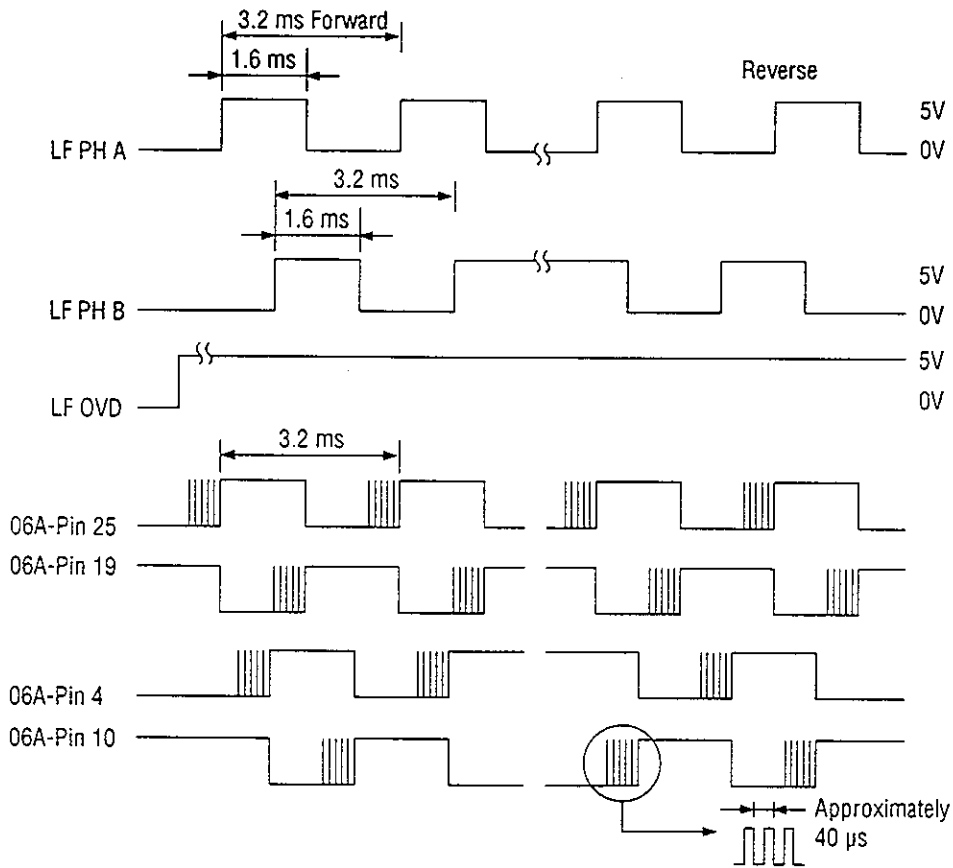 3.2 ms Forward
1.6 ms
Reverse
5V
LF PH A
0V
3.2 ms
1.6 ms
5V
LF PH B
0V
5V
LF OVD
0V
3.2 ms
06A-Pin 25
06A-Pin 19
06A-Pin 4
06A-Pin 10
Approximately
40 µs